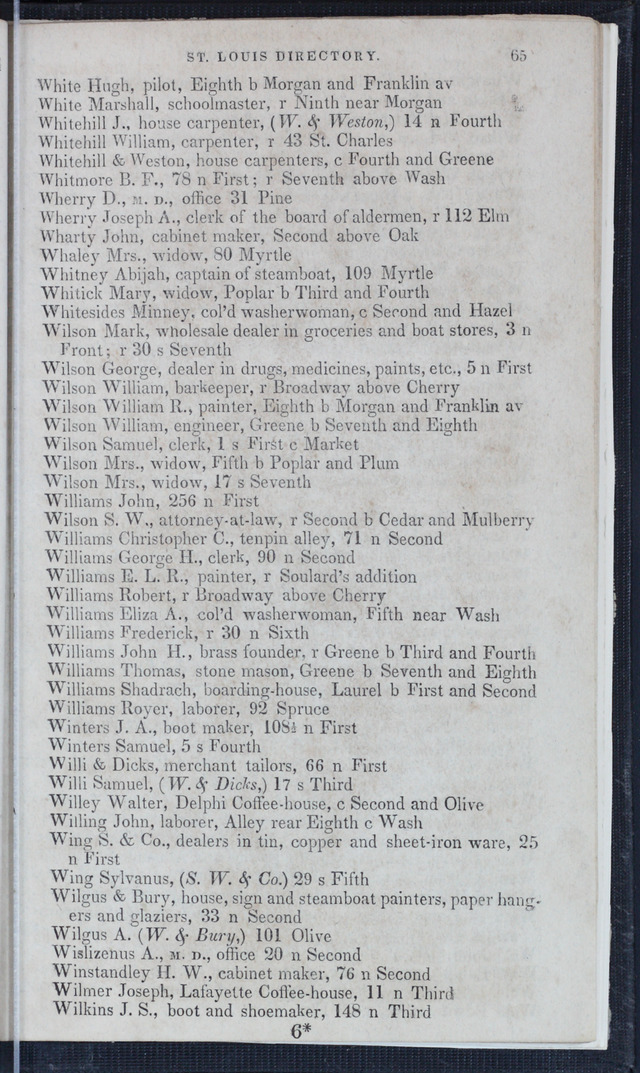 ST. LOUIS DIRECTORY. 65
White Hugh, pilot, Eighth b Morgan and Franklin av
White Marshall, schoolmaster, r Ninth near Morgan
Whitehill J., house carpenter, (W. & Weston,) 14 n Fourth
Whitehill William, carpenter, r 43 St. Charles
Whitehill & Weston, house carpenters, c Fourth and Greene
Whitmore B. F., 78 n First; r Seventh above Wash
Wherry D., M. D., office 31 Pine
Wherry Joseph A., clerk of the board of aldermen, r 112 Elm
Wharty John, cabinet maker, Second above Oak
Whaley Mrs., widow, 80 Myrtle
Whitney Abijah, captain of steamboat, 109 Myrtle
Whitick Mary, widow, Poplar b Third and Fourth
Whitesides Minney, col'd washerwoman, c Second and Hazel
Wilson Mark, wholesale dealer in groceries and boat stores, 3 n
Front; r 30 s Seventh
Wilson George, dealer in drugs, medicines, paints, etc., 5 n First
Wilson William, barkeeper, r Broadway above Cherry
Wilson William R., painter, Eighth b Morgan and Franklin av
Wilson William, engineer, Greene b Seventh and Eighth
Wilson Samuel, clerk, 1 s First c Market
Wilson Mrs., widow, Fifth b Poplar and Plum
Wilson Mrs., widow, 17 s Seventh
Williams John, 256 n First
Wilson S. W., attorney-at-law, r Second b Cedar and Mulberry
Williams Christopher C., tenpin alley, 71 n Second
Williams George H., clerk, 90 n Second
Williams E. L. R., painter, r Soulard's addition
Williams Robert, r Broadway above Cherry
Williams Eliza A., col'd washerwoman, Fifth near Wash
Williams Frederick, r 30 n Sixth
Williams John H., brass founder, r Greene b Third and Fourth
Williams Thomas, stone mason, Greene b Seventh and Eighth
Williams Shadrach, boarding-house, Laurel b First and Second
Williams Royer, laborer, 92 Spruce
Winters J. A., boot maker, 108½ n First
Winters Samuel, 5 s Fourth
Willi & Dicks, merchant tailors, 66 n First
Willi Samuel, (W. & Dicks,) 17 s Third
Willey Walter, Delphi Coffee-house, c Second and Olive
Willing John, laborer, Alley rear Eighth c Wash
Wing S. & Co., dealers in tin, copper and sheet-iron ware, 25
n First
Wing Sylvanus, (S. W. & Co.) 29 s Fifth
Wilgus & Bury, house, sign and steamboat painters, paper hang-
ers and glaziers, 33 n Second
Wilgus A. (W. & Bury,) 101 Olive
Wislizenus A., M. D., office 20 n Second
Winstandley H. W., cabinet maker, 76 n Second
Wilmer Joseph, Lafayette Coffee-house, 11 n Third
Wilkins J. S., boot and shoemaker, 148 n Third
6*